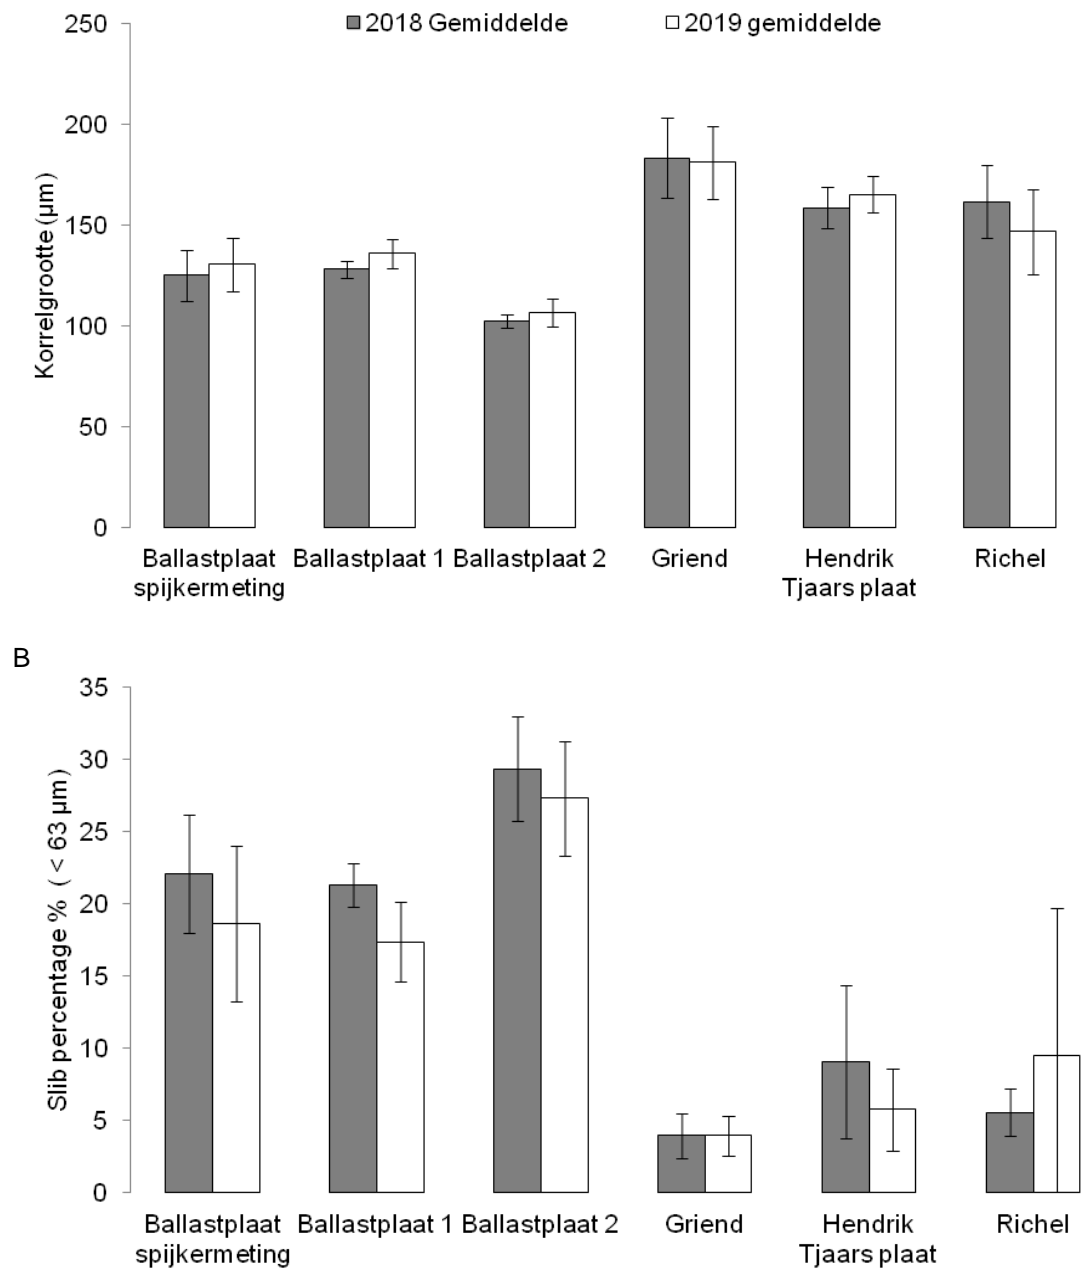 2018 Gemiddelde
2019 gemiddelde
250
200
150
100
50
0
Korrelgrootte (µm)
Ballastplaat
spijkermeting
Ballastplaat 1
Ballastplaat 2
Griend
Hendrik
Tjaars plaat
Richel
B
35
30
25
20
15
10
5
0
Slib percentage % ( < 63 µm)
Ballastplaat
spijkermeting
Ballastplaat 1
Ballastplaat 2
Griend
Hendrik
Tjaars plaat
Richel